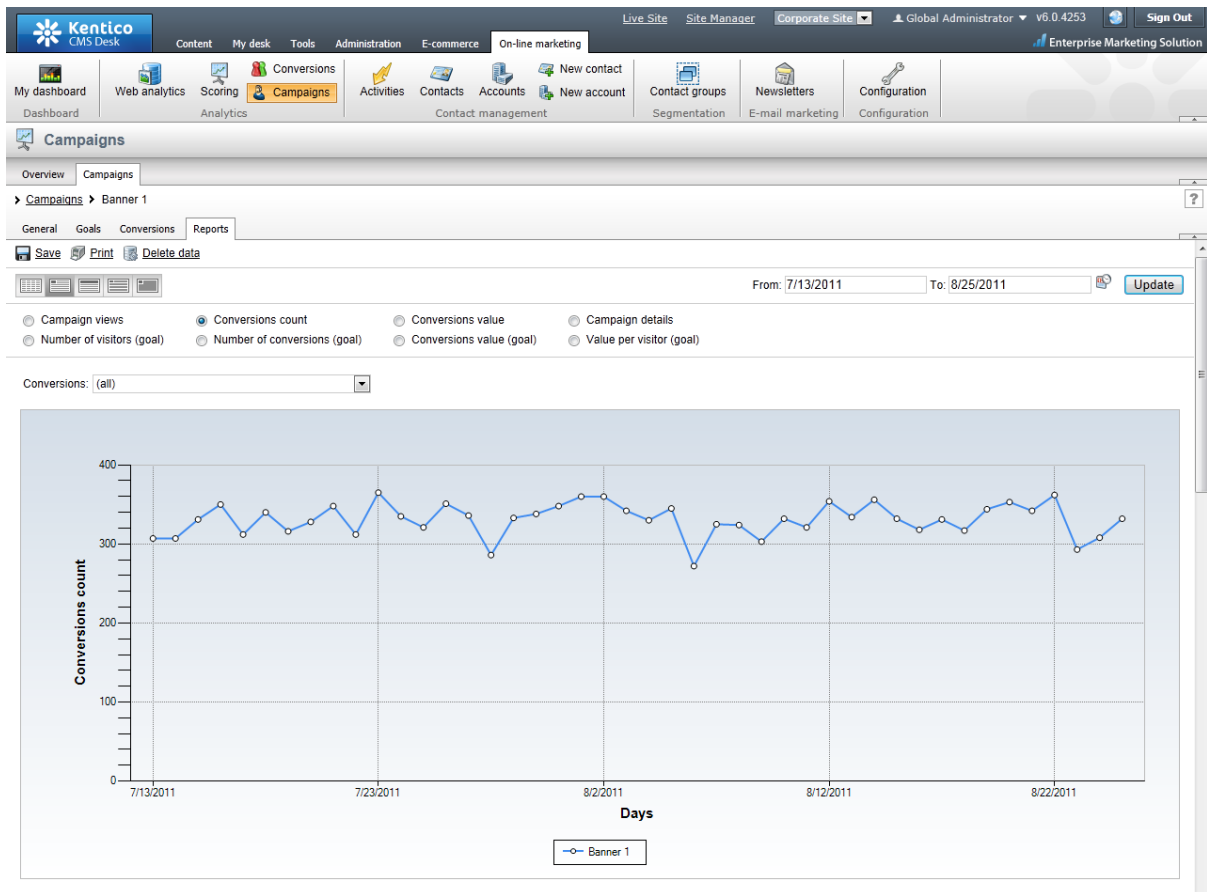 Live Site Site Manager Corporate Site Global Administrator v6.0.4253 Sign Out
Kentico
CMS Desk
Content My desk Tools Administration E-commerce On-line marketing
Enterprise Marketing Solution
Conversions New contact
My dashboard Web analytics Scoring Campaigns Activities Contacts Accounts New account Contact groups Newsletters Configuration
Dashboard Analytics Contact management Segmentation E-mail marketing Configuration
Campaigns
Overview Campaigns
Campaigns Banner 1 ?
General Goals Conversions Reports
Save Print Delete data
From: 7/13/2011 To: 8/25/2011 Update
Campaign views Conversions count Conversions value Campaign details
Number of visitors (goal) Number of conversions (goal) Conversions value (goal) Value per visitor (goal)
Conversions: (all)
400
300
200
100
0
Conversions count
7/13/2011 7/23/2011 8/2/2011 8/12/2011 8/22/2011
Days
Banner 1